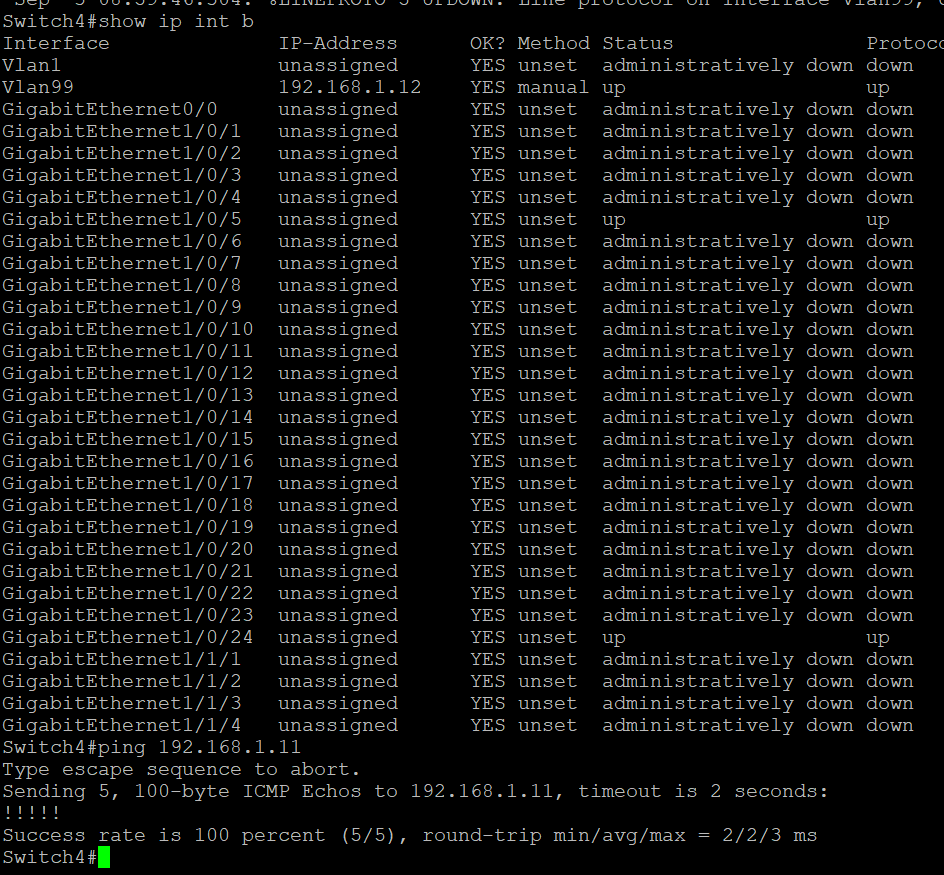 Switch4#show ip int b
Interface IP-Address OK? Method Status Protoco
Vlan1 unassigned YES unset administratively down down
Vlan99 192.168.1.12 YES manual up up
GigabitEthernet0/0 unassigned YES unset administratively down down
GigabitEthernet1/0/1 unassigned YES unset administratively down down
GigabitEthernet1/0/2 unassigned YES unset administratively down down
GigabitEthernet1/0/3 unassigned YES unset administratively down down
GigabitEthernet1/0/4 unassigned YES unset administratively down down
GigabitEthernet1/0/5 unassigned YES unset up up
GigabitEthernet1/0/6 unassigned YES unset administratively down down
GigabitEthernet1/0/7 unassigned YES unset administratively down down
GigabitEthernet1/0/8 unassigned YES unset administratively down down
GigabitEthernet1/0/9 unassigned YES unset administratively down down
GigabitEthernet1/0/10 unassigned YES unset administratively down down
GigabitEthernet1/0/11 unassigned YES unset administratively down down
GigabitEthernet1/0/12 unassigned YES unset administratively down down
GigabitEthernet1/0/13 unassigned YES unset administratively down down
GigabitEthernet1/0/14 unassigned YES unset administratively down down
GigabitEthernet1/0/15 unassigned YES unset administratively down down
GigabitEthernet1/0/16 unassigned YES unset administratively down down
GigabitEthernet1/0/17 unassigned YES unset administratively down down
GigabitEthernet1/0/18 unassigned YES unset administratively down down
GigabitEthernet1/0/19 unassigned YES unset administratively down down
GigabitEthernet1/0/20 unassigned YES unset administratively down down
GigabitEthernet1/0/21 unassigned YES unset administratively down down
GigabitEthernet1/0/22 unassigned YES unset administratively down down
GigabitEthernet1/0/23 unassigned YES unset administratively down down
GigabitEthernet1/0/24 unassigned YES unset up up
GigabitEthernet1/1/1 unassigned YES unset administratively down down
GigabitEthernet1/1/2 unassigned YES unset administratively down down
GigabitEthernet1/1/3 unassigned YES unset administratively down down
GigabitEthernet1/1/4 unassigned YES unset administratively down down
Switch4#ping 192.168.1.11
Type escape sequence to abort.
Sending 5, 100-byte ICMP Echos to 192.168.1.11, timeout is 2 seconds:
!!!!!
Success rate is 100 percent (5/5), round-trip min/avg/max = 2/2/3 ms
Switch4#